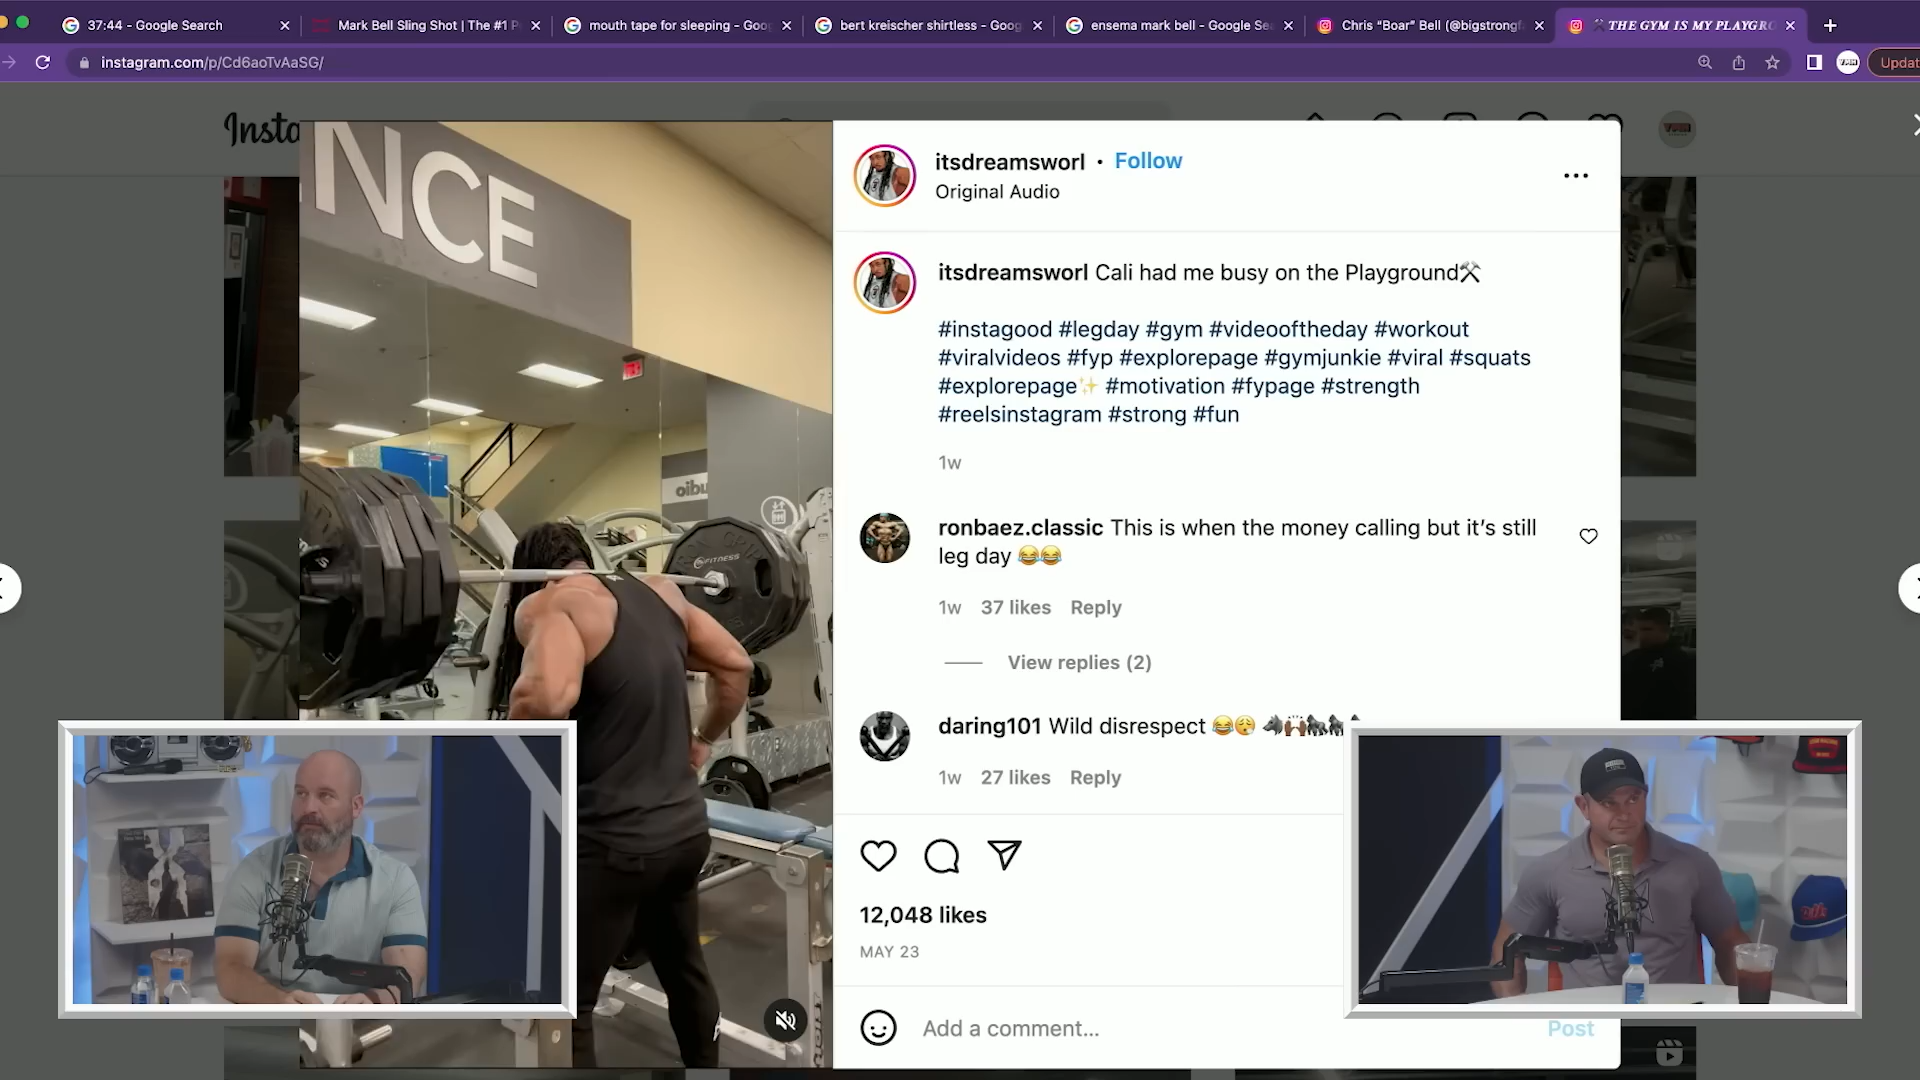 37:44 - Google Search
Mark Bell Sling Shot | The #1 P
mouth tape for sleeping - Goo
bert kreischer shirtless - Goog
ensema mark bell - Google Se
Chris “Boar” Bell (@bigstrongf
THE GYM IS MY PLAYGRO
instagram.com/p/Cd6aoTvAaSG/
Updat
Insta
NCE
itsdreamsworl • Follow
Original Audio
itsdreamsworl Cali had me busy on the Playground⚒
#instagood #legday #gym #videooftheday #workout
#viralvideos #fyp #explorepage #gymjunkie #viral #squats
#explorepage✨ #motivation #fypage #strength
#reelsinstagram #strong #fun
1w
FITNESS
ronbaez.classic This is when the money calling but it’s still
leg day 😂😂
1w 37 likes Reply
View replies (2)
daring101 Wild disrespect 😂😮‍💨
1w 27 likes Reply
12,048 likes
MAY 23
Add a comment...
Post